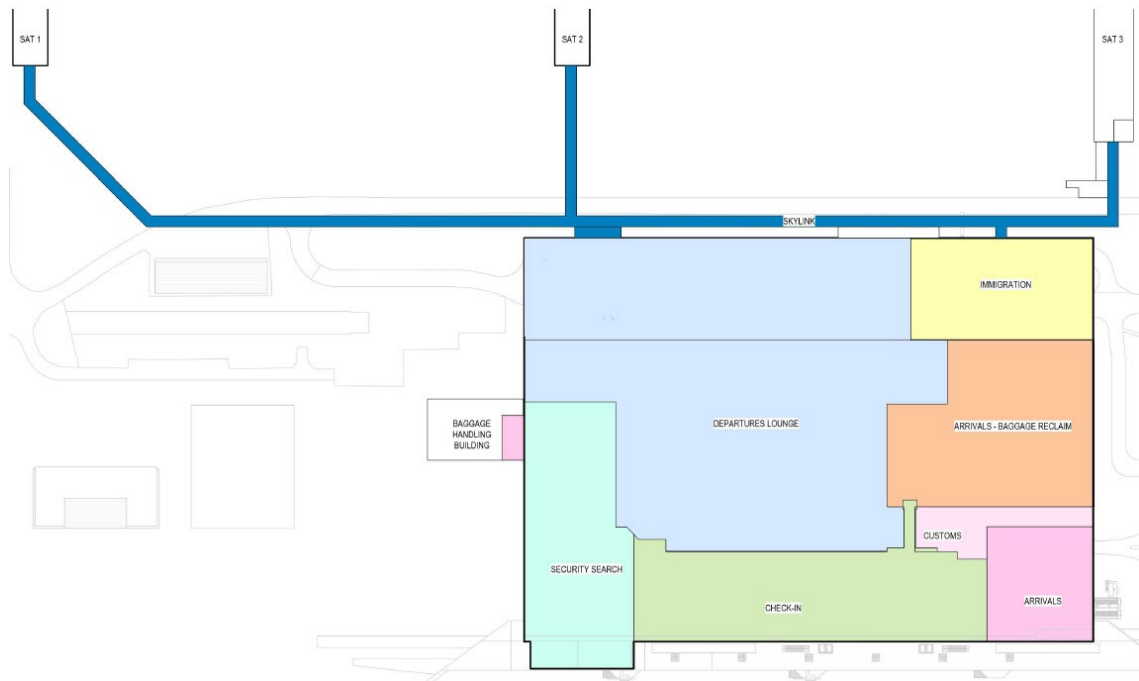 SAT 1
SAT 2
SAT 3
SKYLINK
IMMIGRATION
BAGGAGE
HANDLING
BUILDING
DEPARTURES LOUNGE
ARRIVALS - BAGGAGE RECLAIM
CUSTOMS
SECURITY SEARCH
CHECK-IN
ARRIVALS